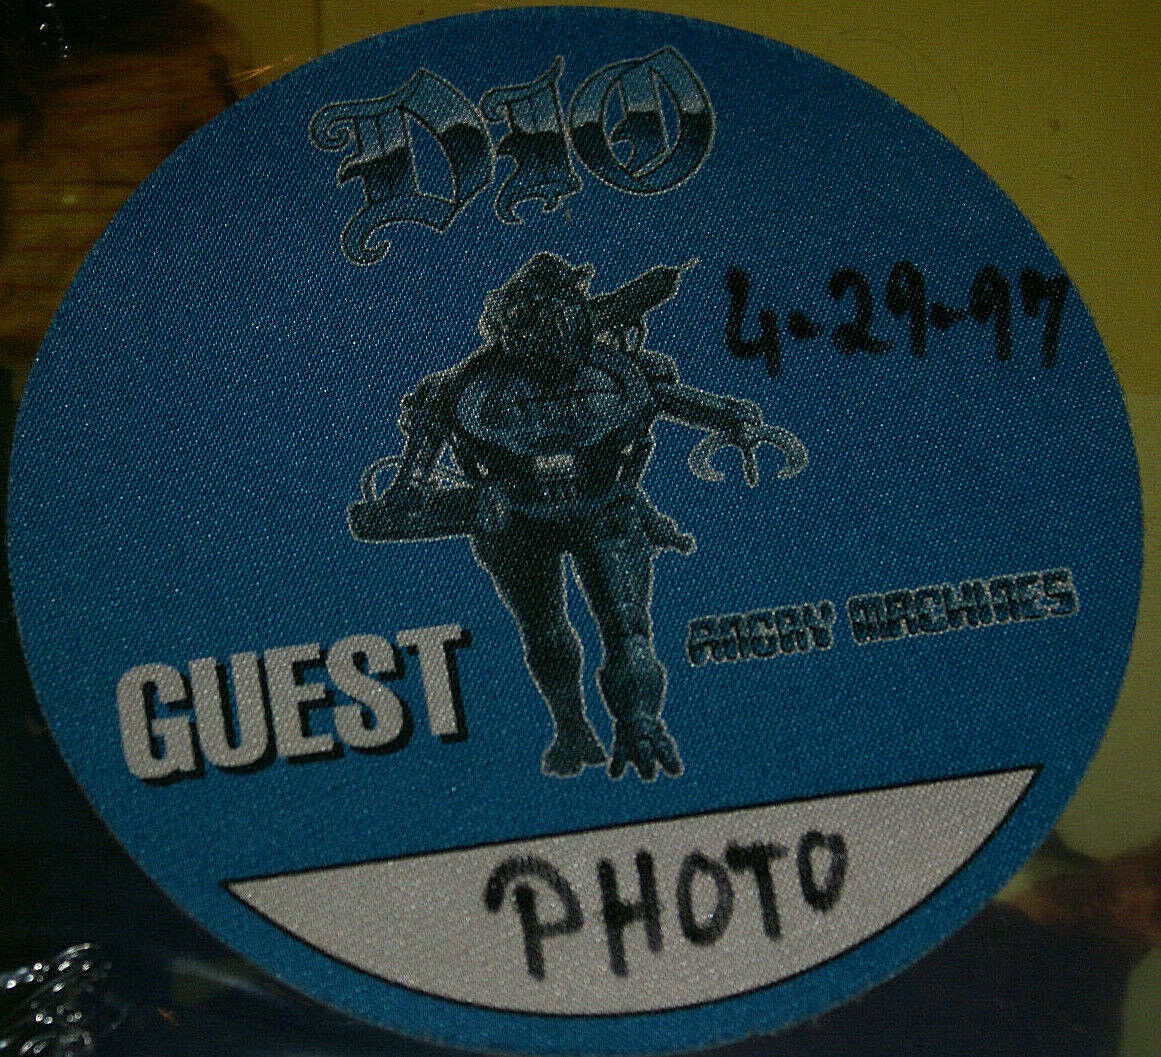 DIO
4-29-97
ANGRY MACHINES
GUEST
PHOTO